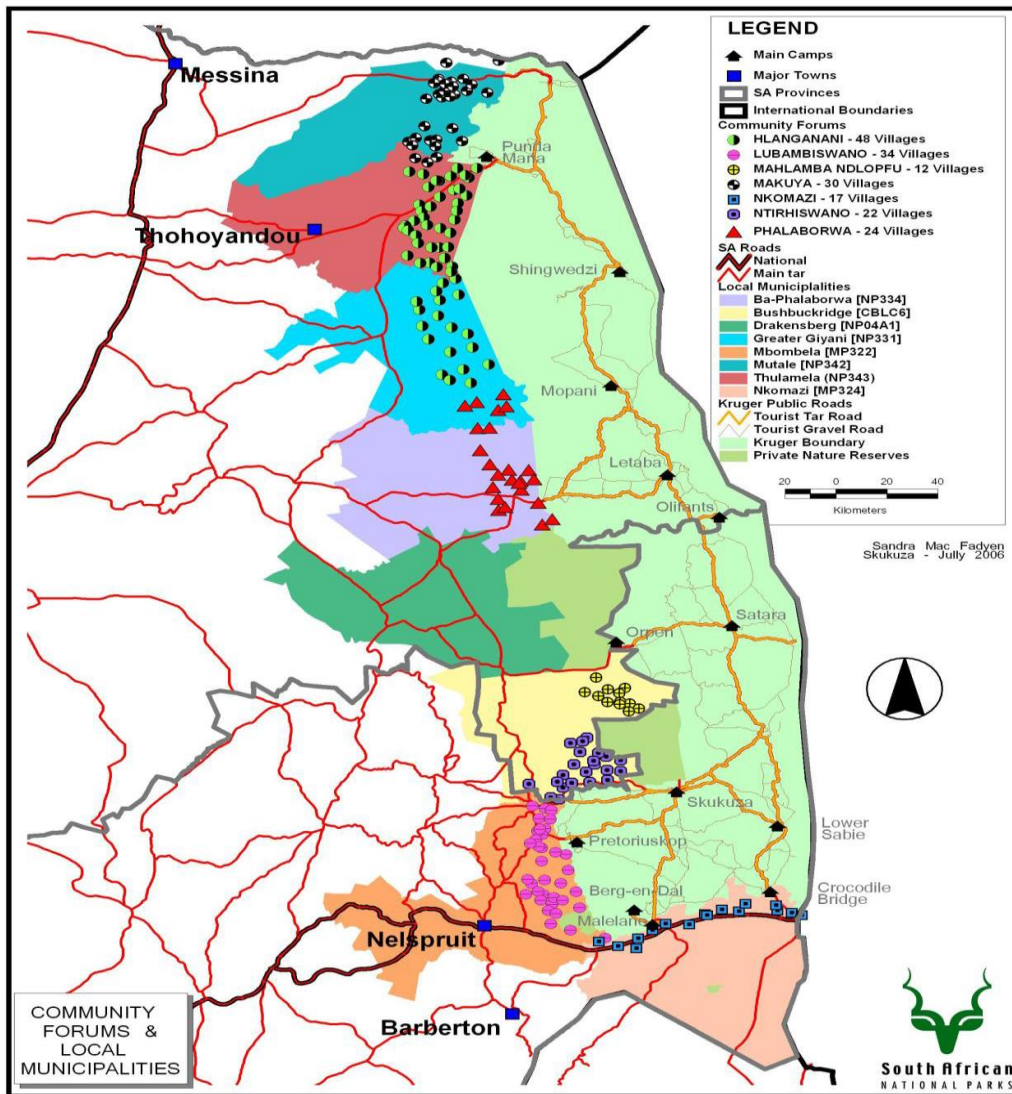 LEGEND
Main Camps
Major Towns
SA Provinces
International Boundaries
Community Forums
HLANGANANI - 48 Villages
LUBAMBISWANO - 34 Villages
MAHLAMBA NDLOPFU - 12 Villages
MAKUYA - 30 Villages
NKOMAZI - 17 Villages
NTIRHISWANO - 22 Villages
PHALABORWA - 24 Villages
SA Roads
National
Main tar
Local Municiplalities
Ba-Phalaborwa [NP334]
Bushbuckridge [CBLC6]
Drakensberg [NP04A1]
Greater Giyani [NP331]
Mbombela [MP322]
Mutale [NP342]
Thulamela (NP343)
Nkomazi [MP324]
Kruger Public Roads
Tourist Tar Road
Tourist Gravel Road
Kruger Boundary
Private Nature Reserves
20 0 20 40
Kilometers
Sandra Mac Fadyen
Skukuza - Jully 2006
Messina
Punda
Maria
Thohoyandou
Shingwedzi
Mopani
Letaba
Olifants
Satara
Orpen
Skukuza
Lower
Sabie
Pretoriuskop
Berg-en-Dal
Crocodile
Bridge
Malelane
Nelspruit
Barberton
COMMUNITY
FORUMS &
LOCAL
MUNICIPALITIES
South African
NATIONAL PARKS